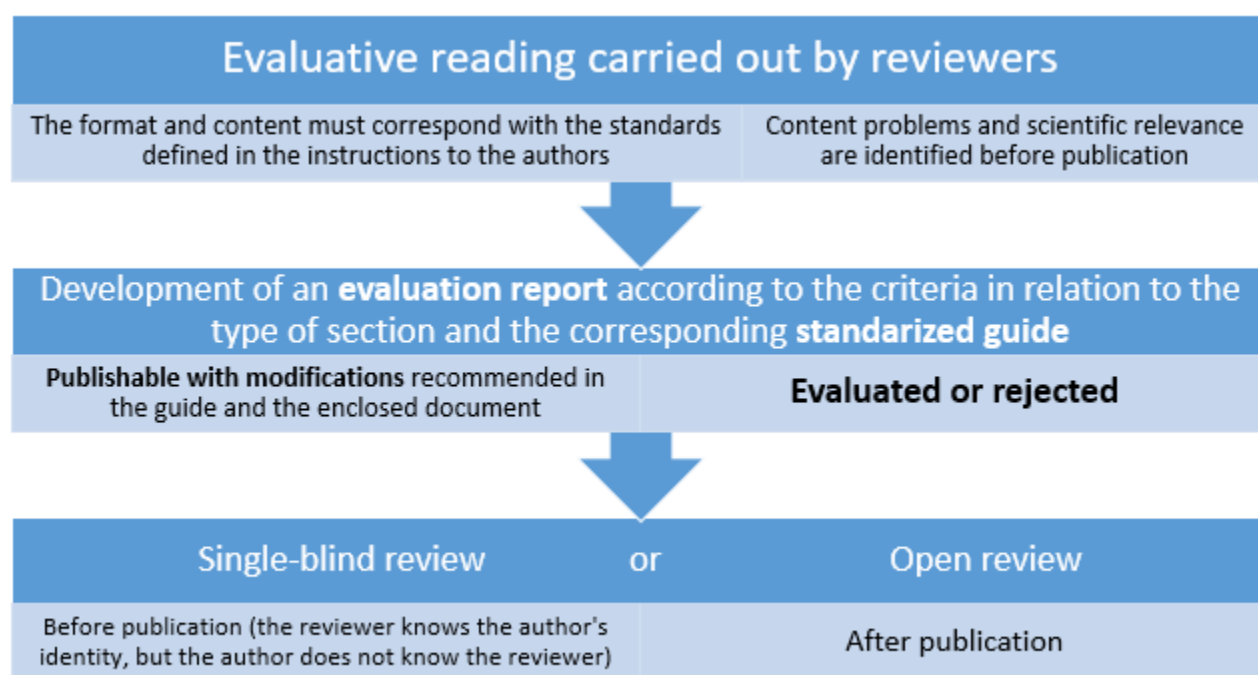 Evaluative reading carried out by reviewers
The format and content must correspond with the standards
defined in the instructions to the authors
Content problems and scientific relevance
are identified before publication
Development of an evaluation report according to the criteria in relation to the
type of section and the corresponding standarized guide
Publishable with modifications recommended in
the guide and the enclosed document
Evaluated or rejected
Single-blind review or Open review
Before publication (the reviewer knows the author's
identity, but the author does not know the reviewer)
After publication